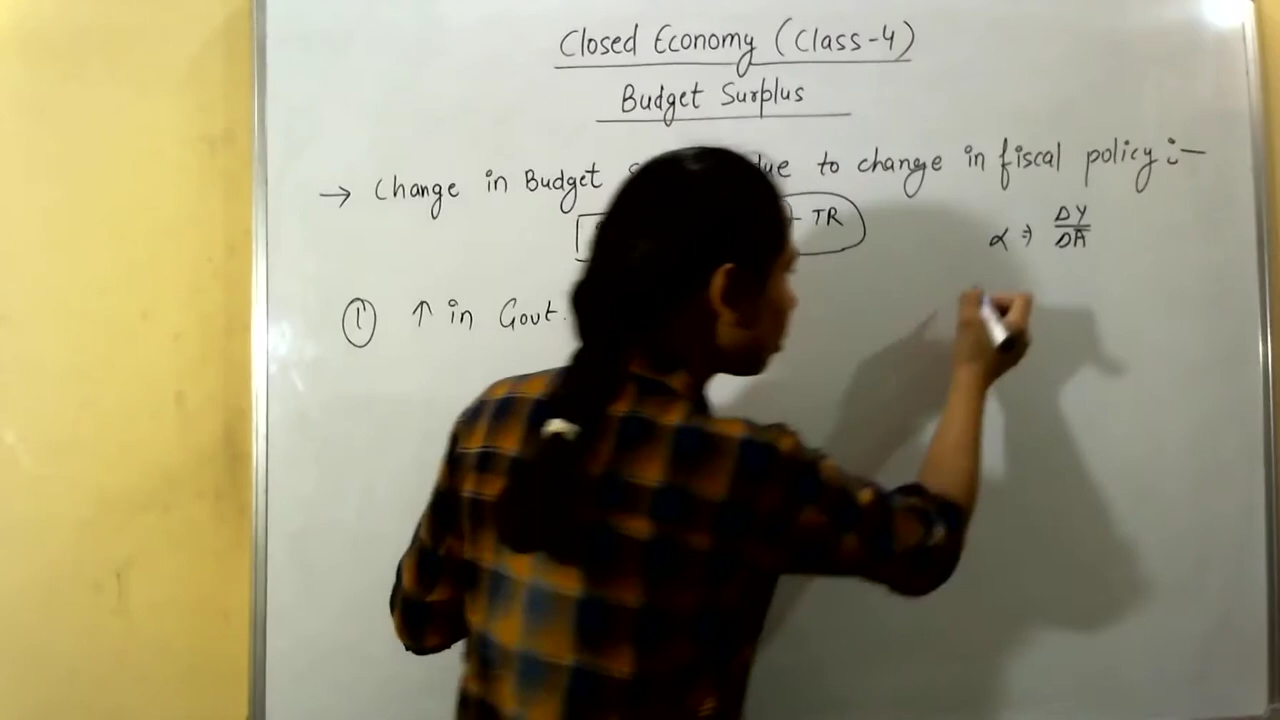 Closed Economy (Class-4)
Budget Surplus
→ Change in Budget due to change in fiscal policy :-
- TR
α ⇒ ΔY/ΔA̅
① ↑ in Govt.